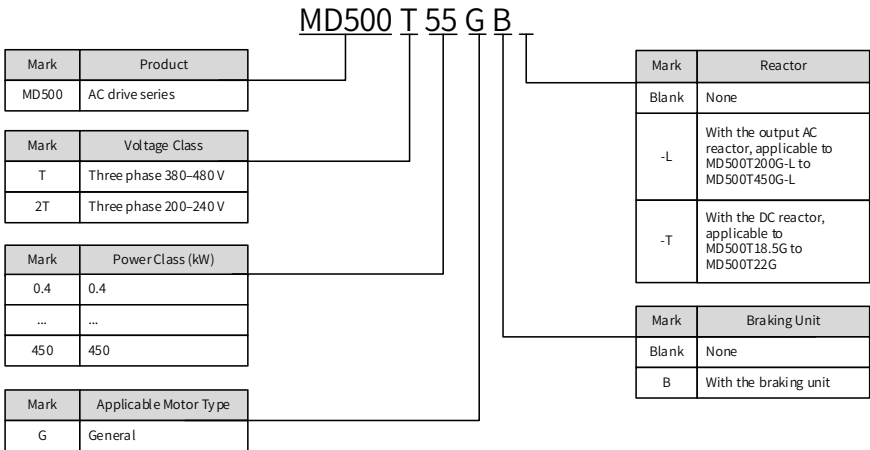 MD500 T 55 G B _
Mark Product
MD500 AC drive series
Mark Voltage Class
T Three phase 380–480 V
2T Three phase 200–240 V
Mark Power Class (kW)
0.4 0.4
... ...
450 450
Mark Applicable Motor Type
G General
Mark Reactor
Blank None
-L With the output AC
reactor, applicable to
MD500T200G-L to
MD500T450G-L
-T With the DC reactor,
applicable to
MD500T18.5G to
MD500T22G
Mark Braking Unit
Blank None
B With the braking unit